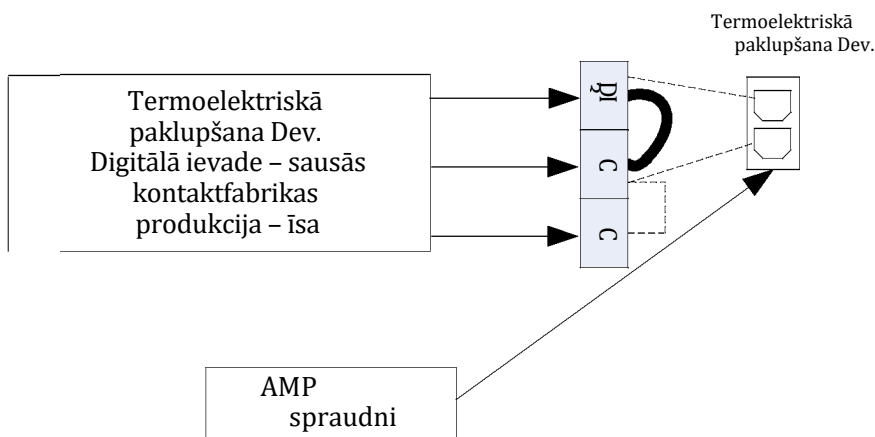 Termoelektriskā
paklupšana Dev.
Termoelektriskā
paklupšana Dev.
Digitālā ievade – sausās
kontaktfabrikas
produkcija – īsa
DI
C
C
AMP
spraudni